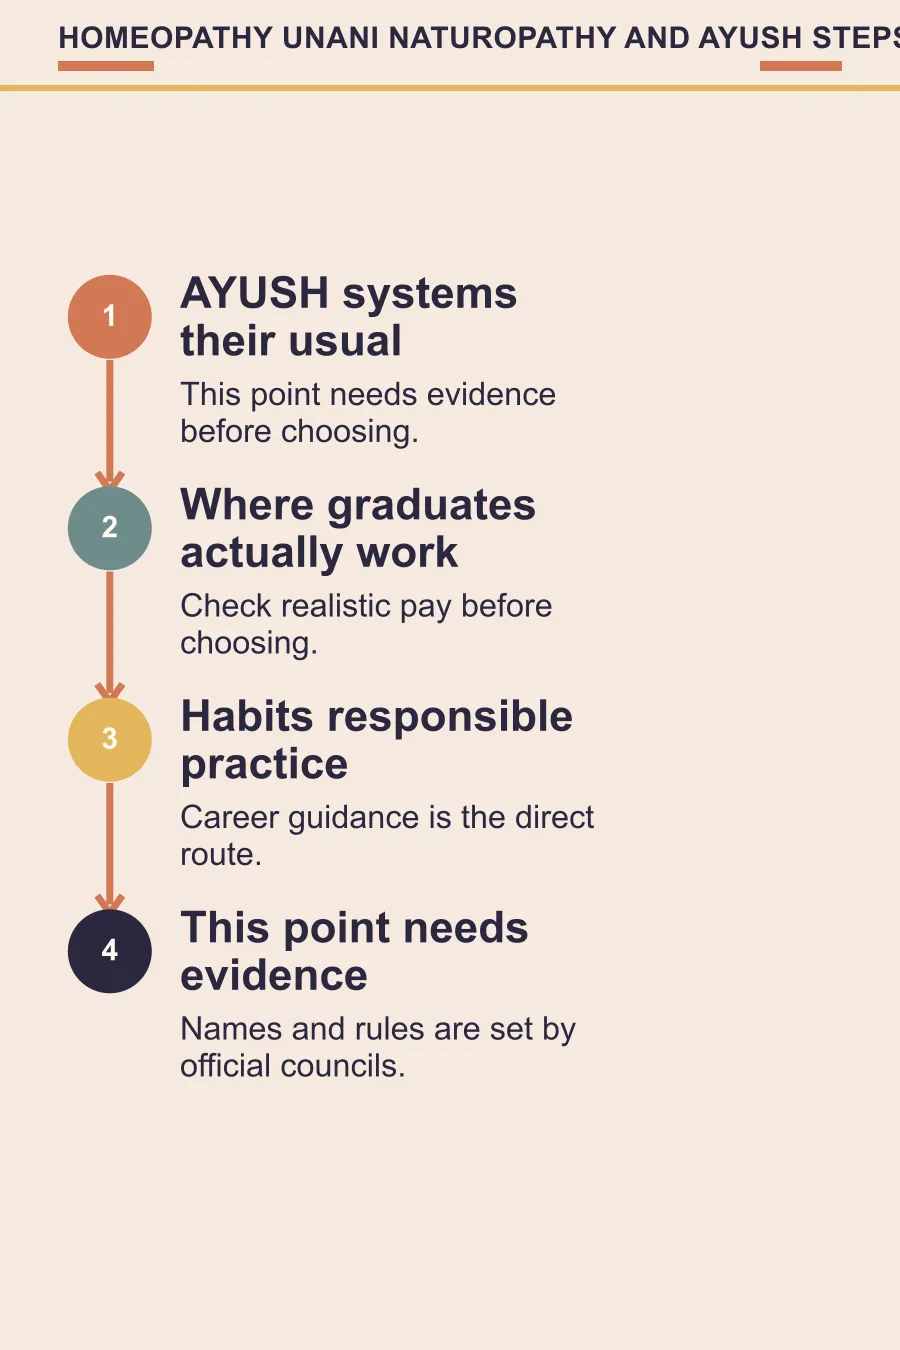 HOMEOPATHY UNANI NATUROPATHY AND AYUSH STEPS
1
AYUSH systems
their usual
This point needs evidence
before choosing.
2
Where graduates
actually work
Check realistic pay before
choosing.
3
Habits responsible
practice
Career guidance is the direct
route.
4
This point needs
evidence
Names and rules are set by
official councils.